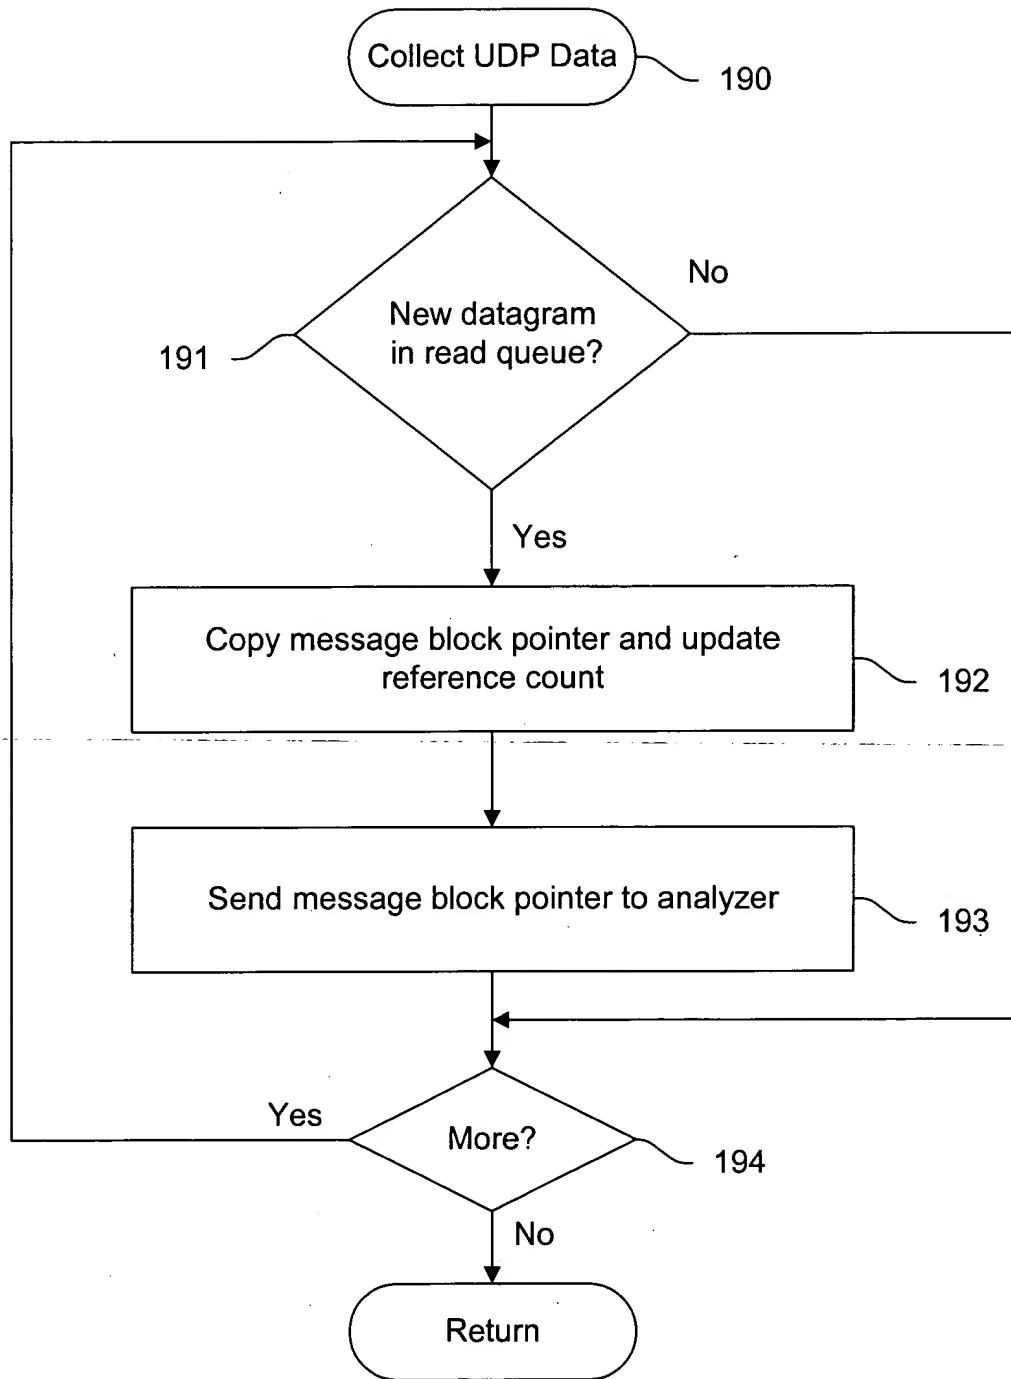 Collect UDP Data
190
No
New datagram
in read queue?
191
Yes
Copy message block pointer and update
reference count
192
Send message block pointer to analyzer
193
Yes
More?
194
No
Return